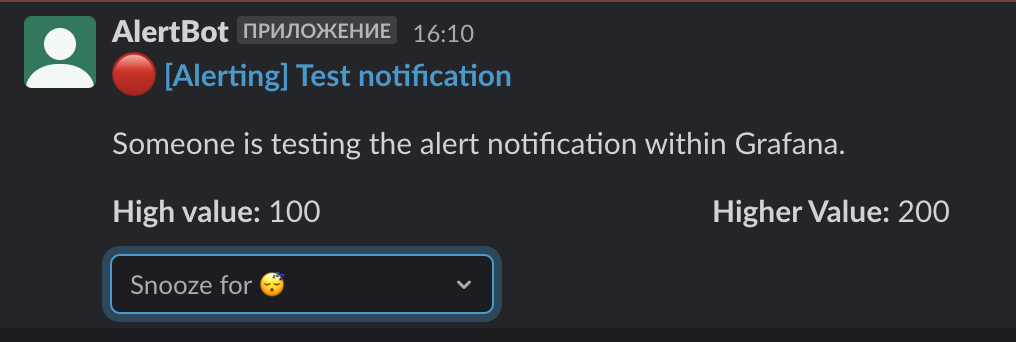 AlertBot ПРИЛОЖЕНИЕ 16:10
[Alerting] Test notification
Someone is testing the alert notification within Grafana.
High value: 100 Higher Value: 200
Snooze for 😴